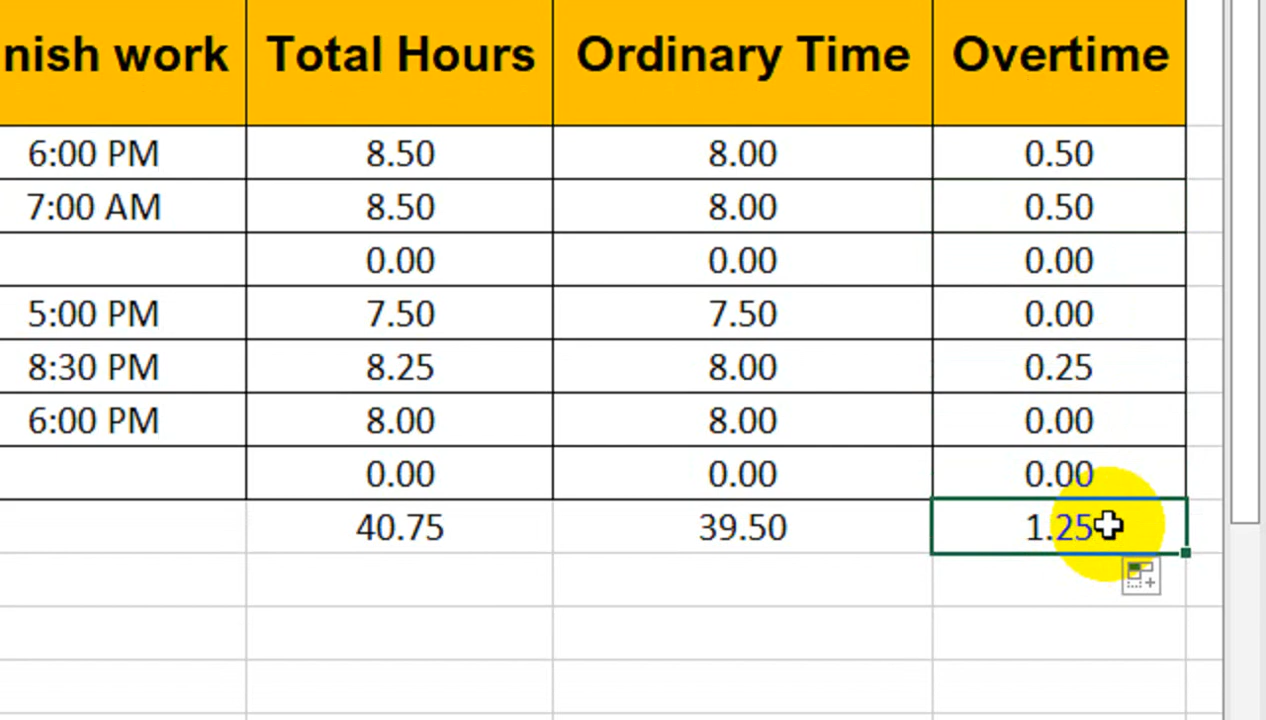 nish work Total Hours Ordinary Time Overtime
6:00 PM 8.50 8.00 0.50
7:00 AM 8.50 8.00 0.50
0.00 0.00 0.00
5:00 PM 7.50 7.50 0.00
8:30 PM 8.25 8.00 0.25
6:00 PM 8.00 8.00 0.00
0.00 0.00 0.00
40.75 39.50 1.25